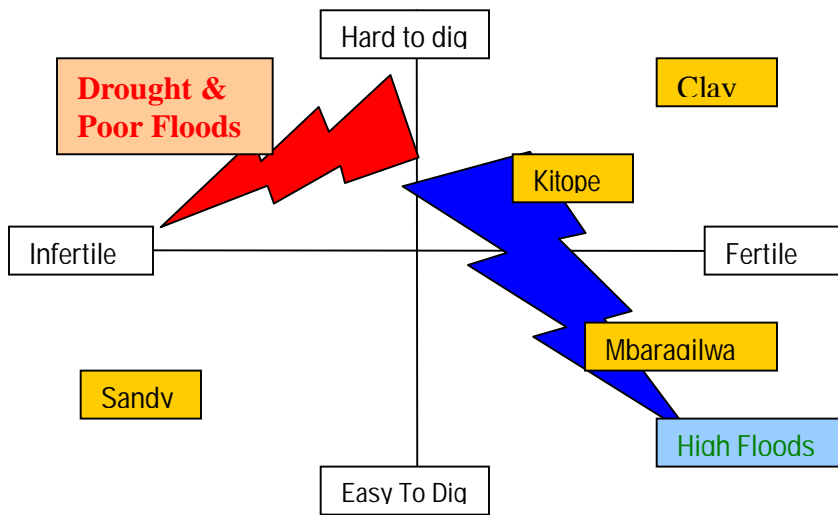 Hard to dig
Drought &
Poor Floods
Clay
Kitope
Infertile
Fertile
Mbaragilwa
Sandy
High Floods
Easy To Dig